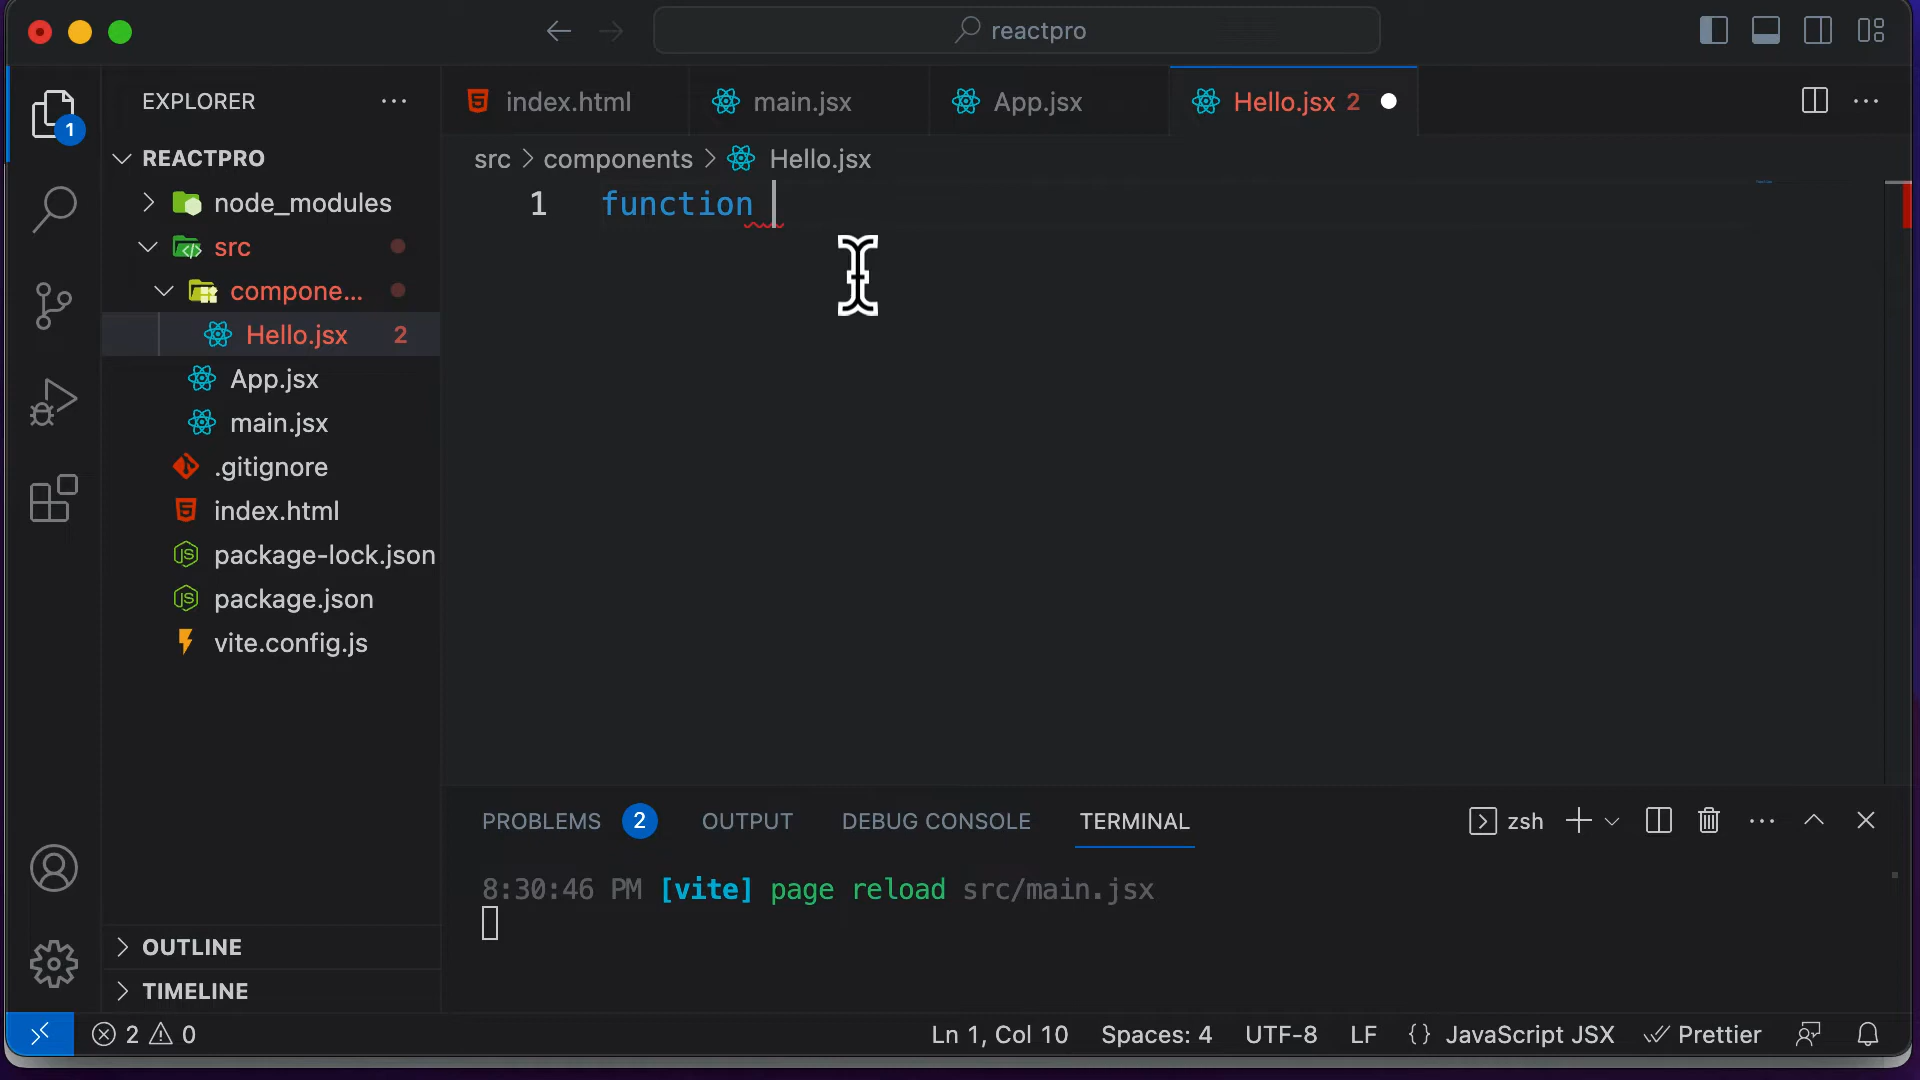 reactpro
EXPLORER
index.html
main.jsx
App.jsx
Hello.jsx 2
REACTPRO
src > components > Hello.jsx
node_modules
1 function
src
compone...
Hello.jsx 2
App.jsx
main.jsx
.gitignore
index.html
package-lock.json
package.json
vite.config.js
1
PROBLEMS 2 OUTPUT DEBUG CONSOLE TERMINAL
zsh
8:30:46 PM [vite] page reload src/main.jsx
OUTLINE
TIMELINE
2 0
Ln 1, Col 10 Spaces: 4 UTF-8 LF {} JavaScript JSX Prettier